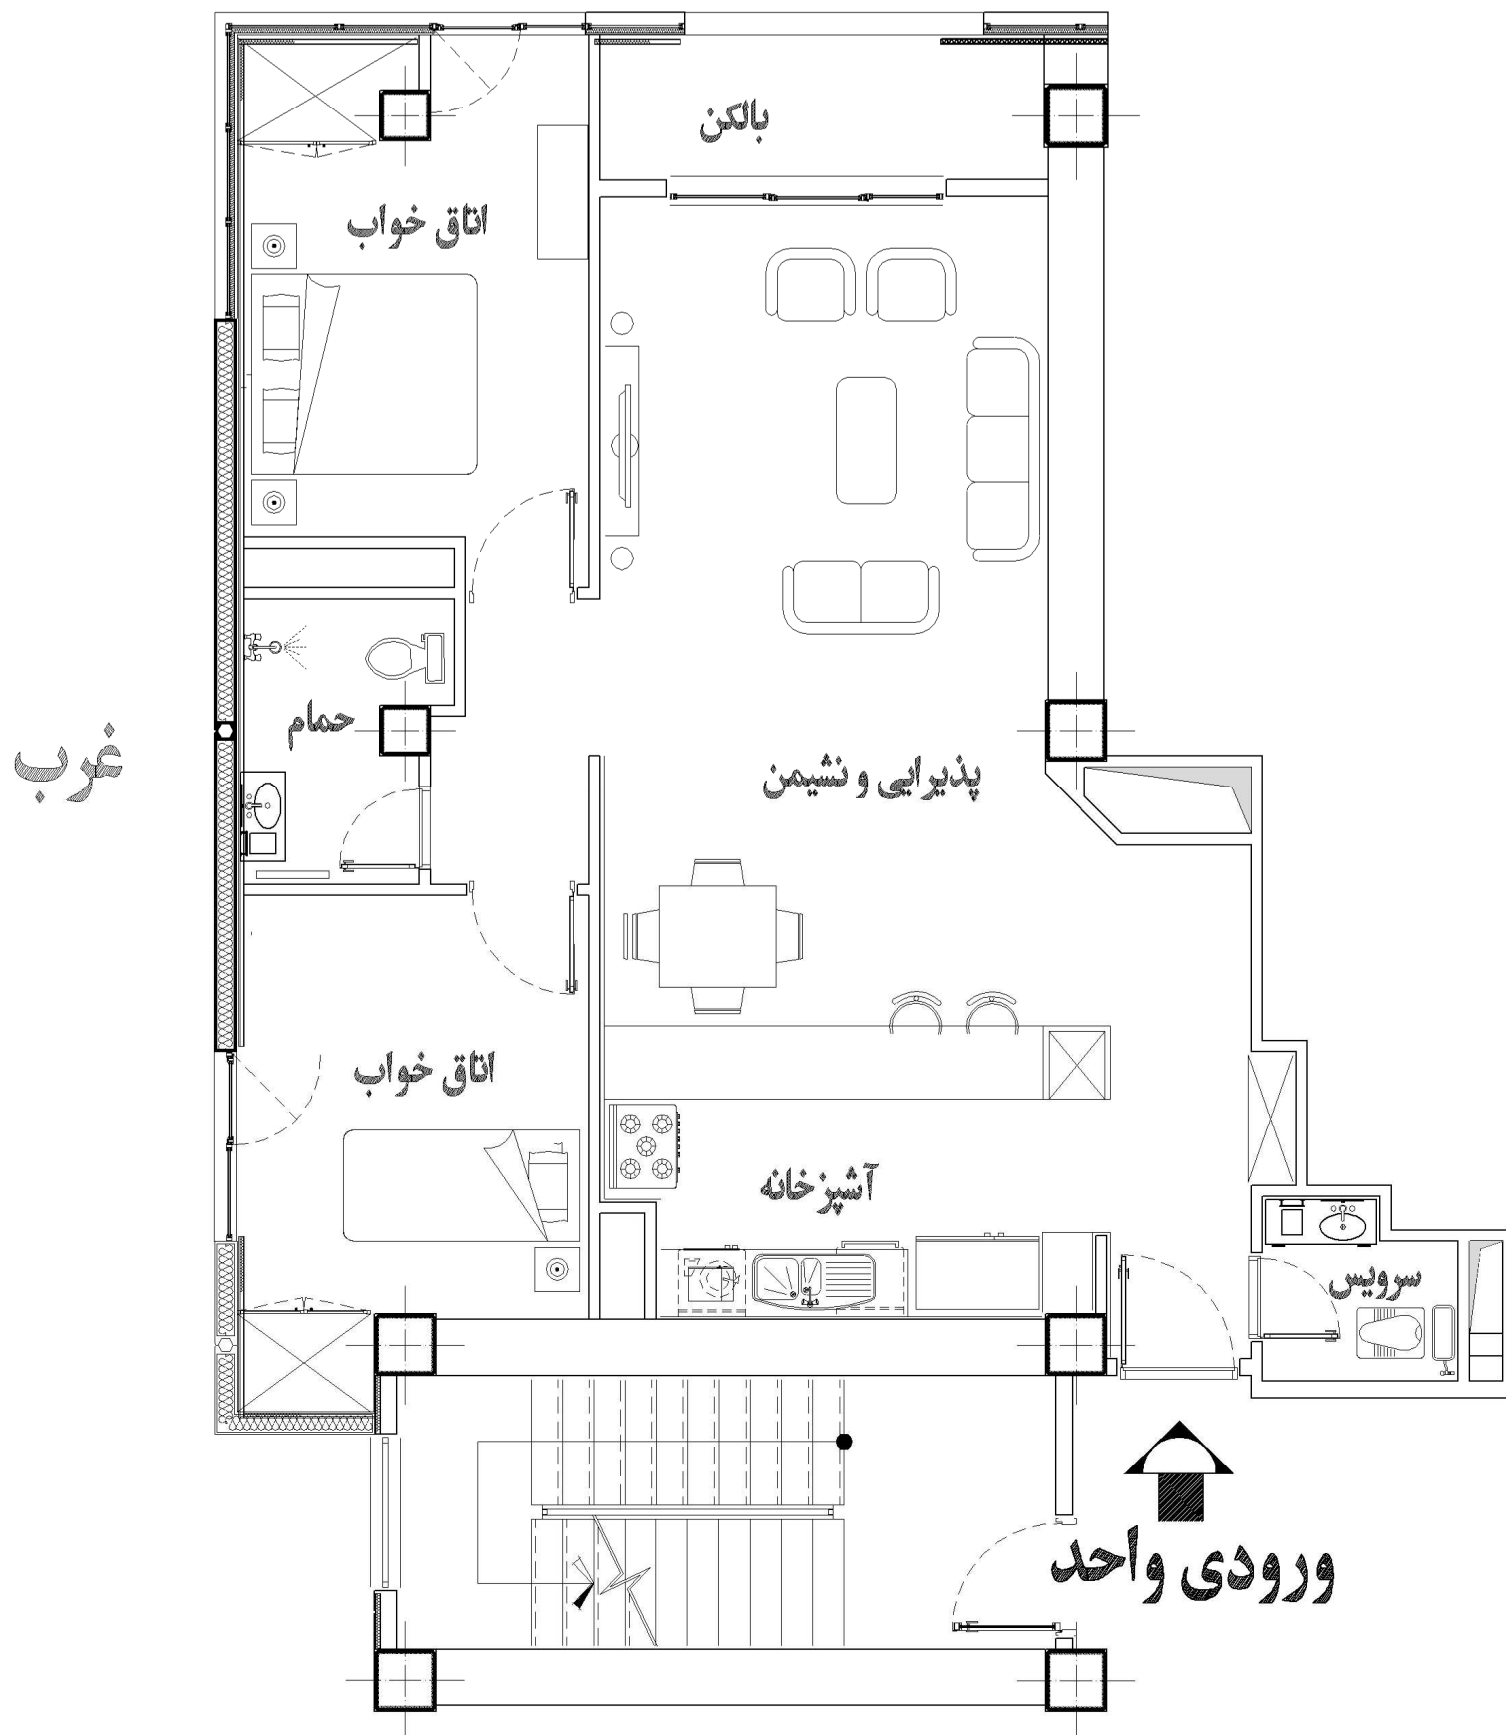 بالکن
اتاق خواب
حمام
پذیرایی و نشیمن
غرب
اتاق خواب
آشپزخانه
سرویس
ورودی واحد